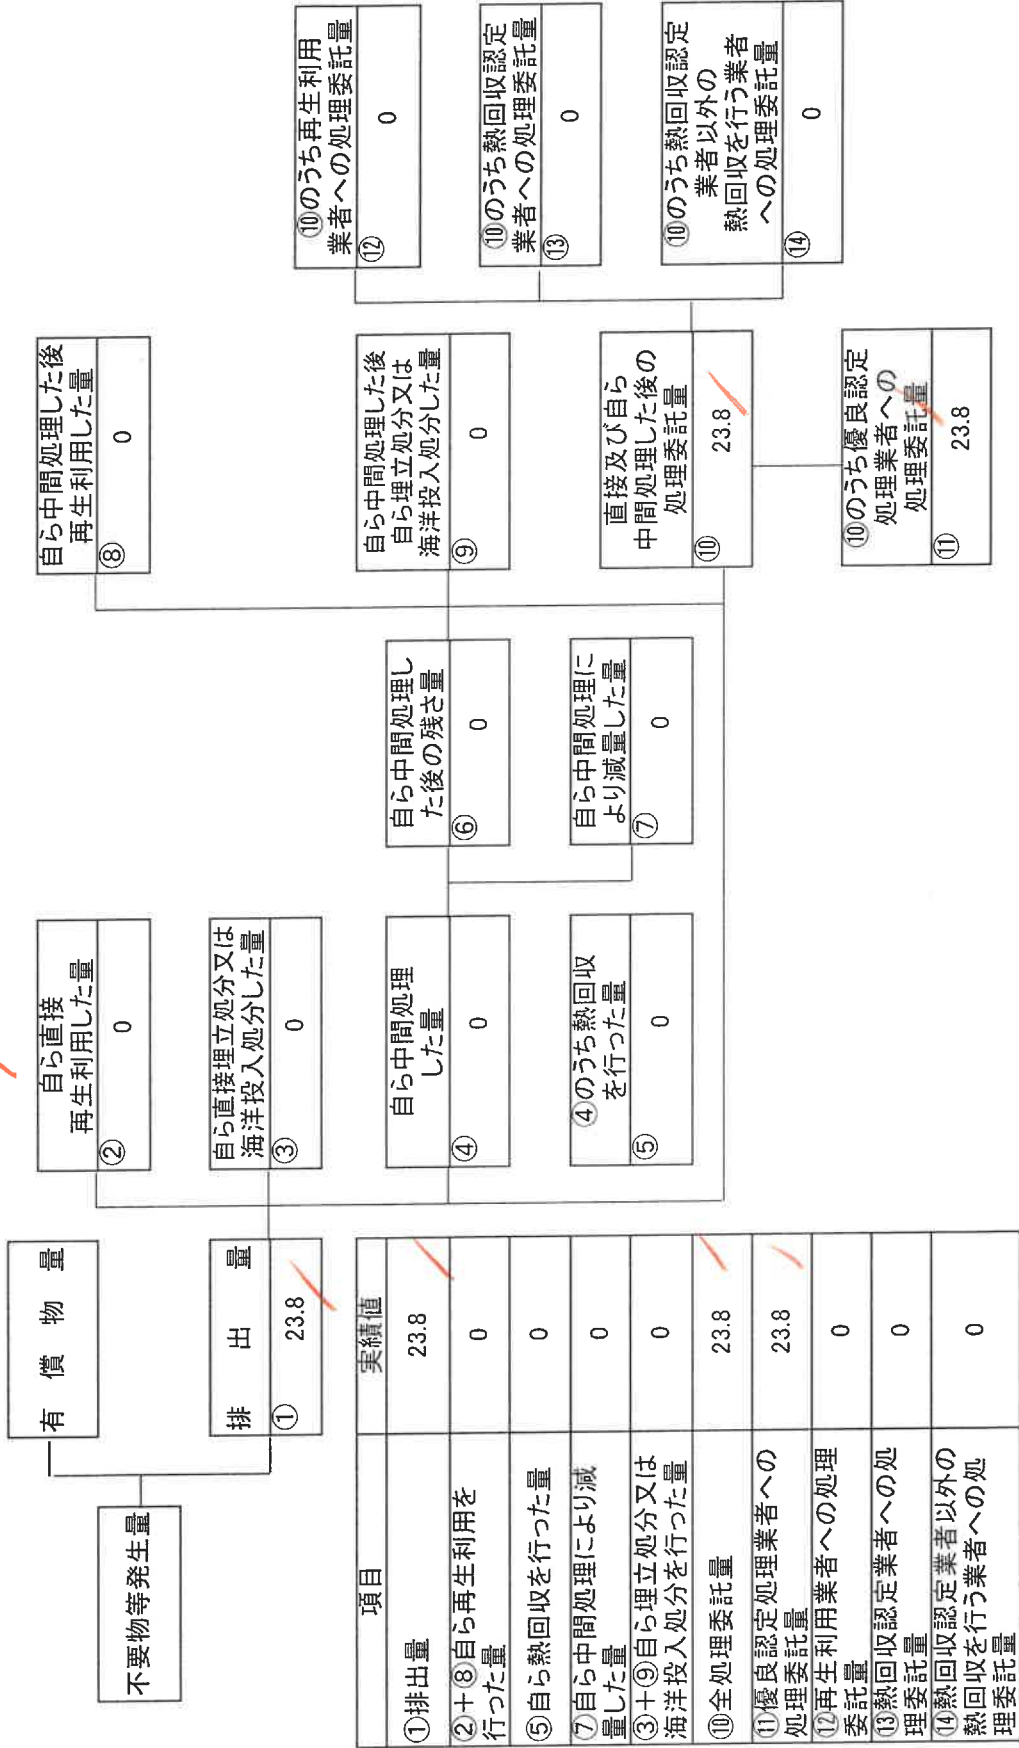 不要物等発生量
有償物量
排出量
①
23.8
自ら直接
再生利用した量
②
0
自ら直接埋立処分又は
海洋投入処分した量
③
0
自ら中間処理
した量
④
0
④のうち熱回収
を行った量
⑤
0
自ら中間処理し
た後の残さ量
⑥
0
自ら中間処理に
より減量した量
⑦
0
自ら中間処理した後
再生利用した量
⑧
0
自ら中間処理した後
自ら埋立処分又は
海洋投入処分した量
⑨
0
直接及び自ら
中間処理した後の
処理委託量
⑩
23.8
⑩のうち優良認定
処理業者への
処理委託量
⑪
23.8
⑩のうち再生利用
業者への処理委託量
⑫
0
⑩のうち熱回収認定
業者への処理委託量
⑬
0
⑩のうち熱回収認定
業者以外の
熱回収を行う業者
への処理委託量
⑭
0
項目 実績値
①排出量 23.8
②＋⑧自ら再生利用を
行った量 0
⑤自ら熱回収を行った量 0
⑦自ら中間処理により減
量した量 0
③＋⑨自ら埋立処分又は
海洋投入処分を行った量 0
⑩全処理委託量 23.8
⑪優良認定処理業者への
処理委託量 23.8
⑫再生利用業者への処理
委託量 0
⑬熱回収認定業者への処
理委託量 0
⑭熱回収認定業者以外の
熱回収を行う業者への処
理委託量 0